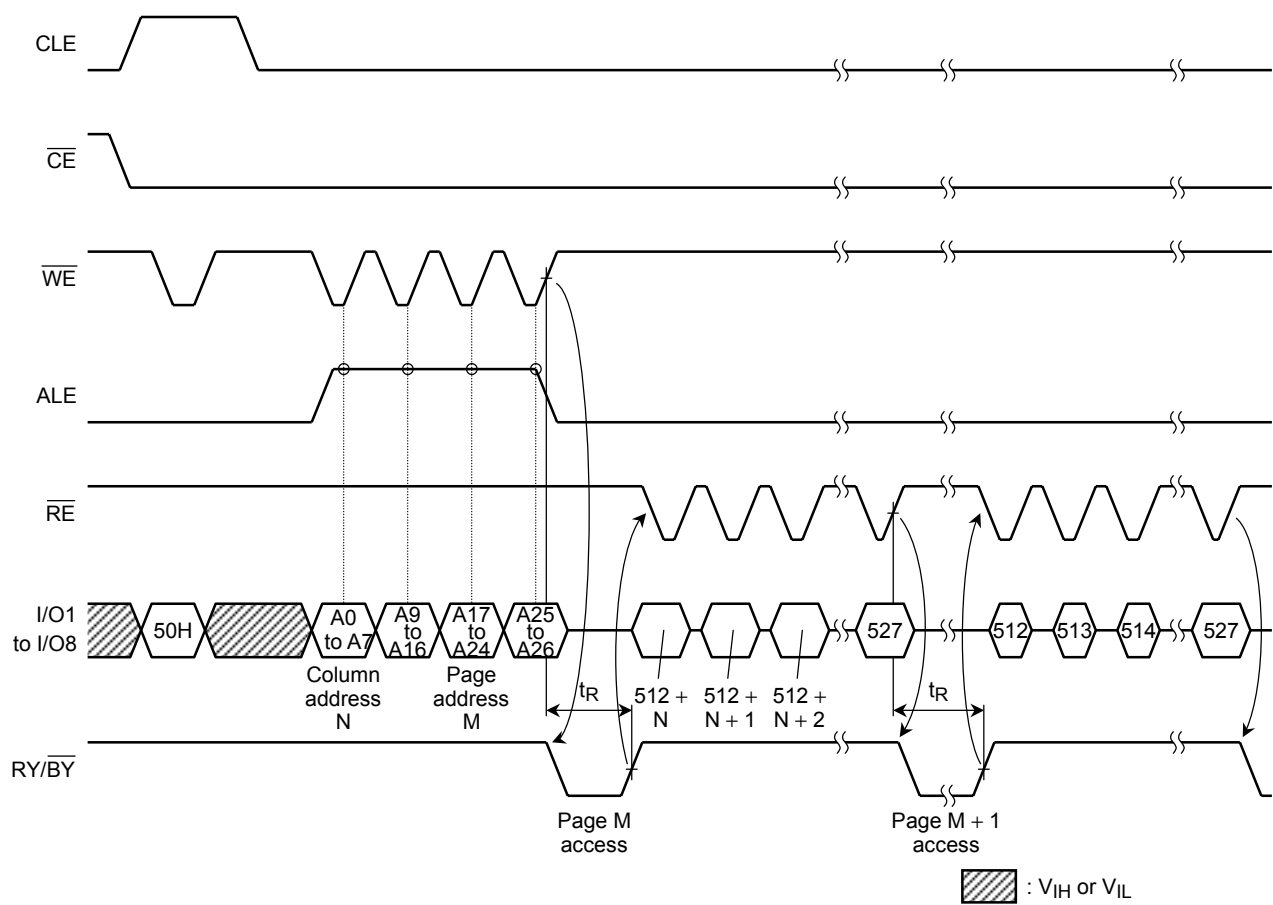 CLE
CE
WE
ALE
RE
I/O1
to I/O8
50H
A0
to A7
A9
to
A16
A17
to
A24
A25
to
A26
527
512
513
514
527
Column
address
N
Page
address
M
tR
512 +
N
512 +
N + 1
512 +
N + 2
tR
RY/BY
Page M
access
Page M + 1
access
: VIH or VIL